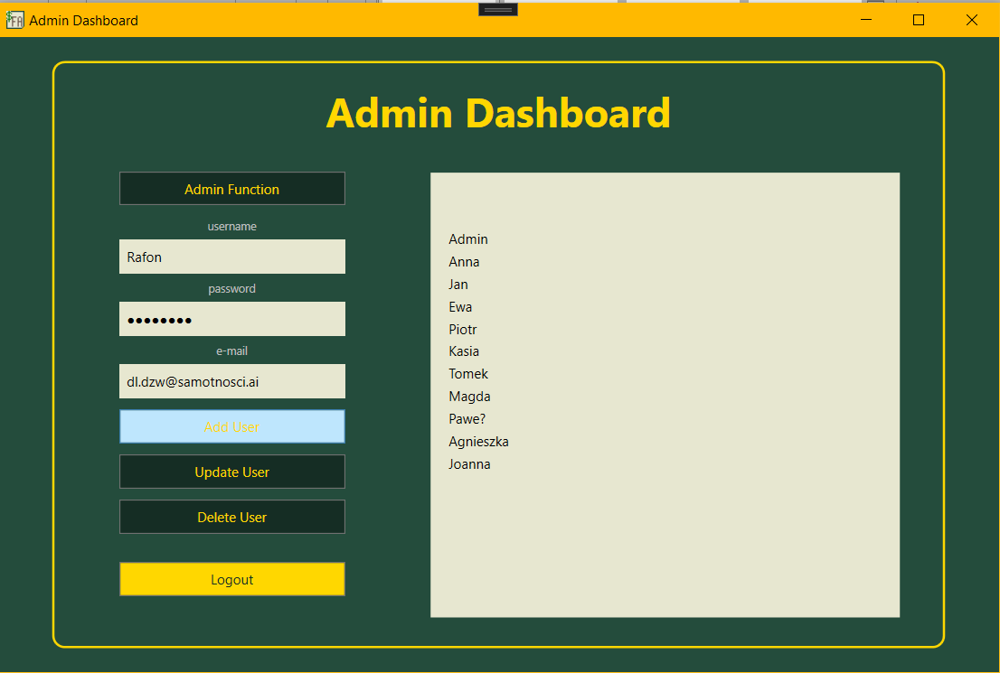 Admin Dashboard
Admin Dashboard
Admin Function
username
Rafon
password
●●●●●●●●
e-mail
dl.dzw@samotnosci.ai
Add User
Update User
Delete User
Logout
Admin
Anna
Jan
Ewa
Piotr
Kasia
Tomek
Magda
Pawe?
Agnieszka
Joanna